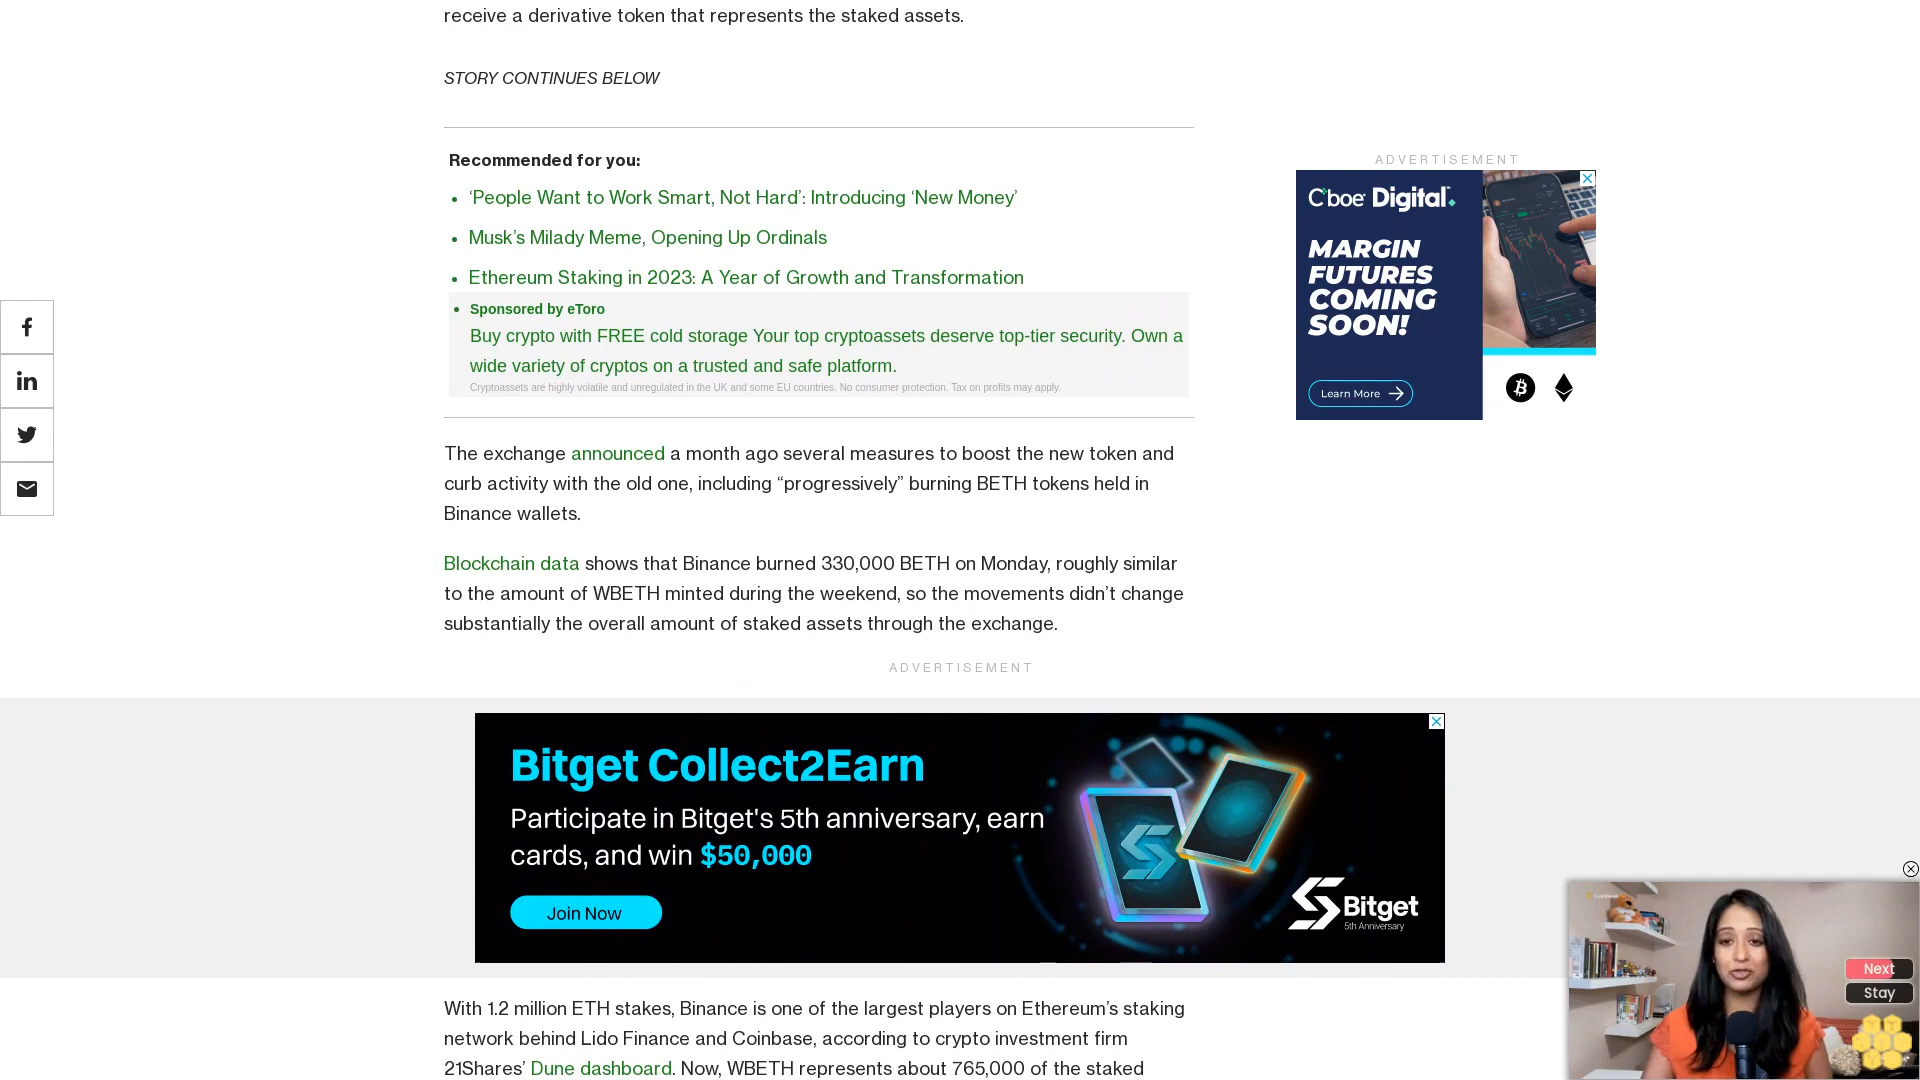 receive a derivative token that represents the staked assets.
STORY CONTINUES BELOW
Recommended for you:
‘People Want to Work Smart, Not Hard’: Introducing ‘New Money’
Musk’s Milady Meme, Opening Up Ordinals
Ethereum Staking in 2023: A Year of Growth and Transformation
Sponsored by eToro
Buy crypto with FREE cold storage Your top cryptoassets deserve top-tier security. Own a
wide variety of cryptos on a trusted and safe platform.
Cryptoassets are highly volatile and unregulated in the UK and some EU countries. No consumer protection. Tax on profits may apply.
ADVERTISEMENT
Cboe Digital
MARGIN
FUTURES
COMING
SOON!
Learn More
The exchange announced a month ago several measures to boost the new token and
curb activity with the old one, including “progressively” burning BETH tokens held in
Binance wallets.
Blockchain data shows that Binance burned 330,000 BETH on Monday, roughly similar
to the amount of WBETH minted during the weekend, so the movements didn’t change
substantially the overall amount of staked assets through the exchange.
ADVERTISEMENT
Bitget Collect2Earn
Participate in Bitget's 5th anniversary, earn
cards, and win $50,000
Join Now
Bitget
5th Anniversary
Next
Stay
With 1.2 million ETH stakes, Binance is one of the largest players on Ethereum’s staking
network behind Lido Finance and Coinbase, according to crypto investment firm
21Shares’ Dune dashboard. Now, WBETH represents about 765,000 of the staked